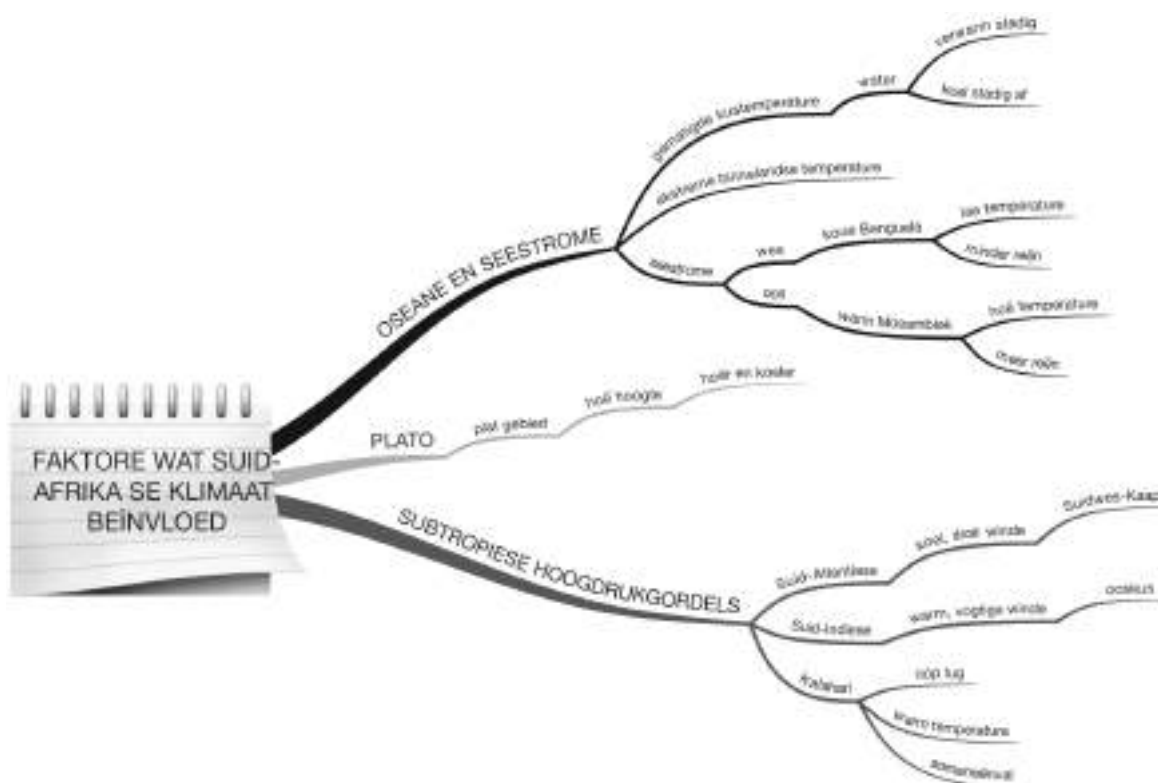 FAKTORE WAT SUID-
AFRIKA SE KLIMAAT
BEÏNVLOED
OSEANE EN SEESTROME
gematigde kustemperature
water
verwarm stadig
koel stadig af
ekstreme binnelandse temperature
seestrome
wes
koue Benguela
lae temperature
minder reën
oos
warm Mosambiek
hoë temperature
meer reën
PLATO
plat gebied
hoë hoogte
hoër en koeler
SUBTROPIESE HOOGDRUKGORDELS
Suid-Atlantiese
koel, droë winde
Suidwes-Kaap
Suid-Indiese
warm, vogtige winde
ooskus
Kalahari
lug
warm temperature
somerreënval